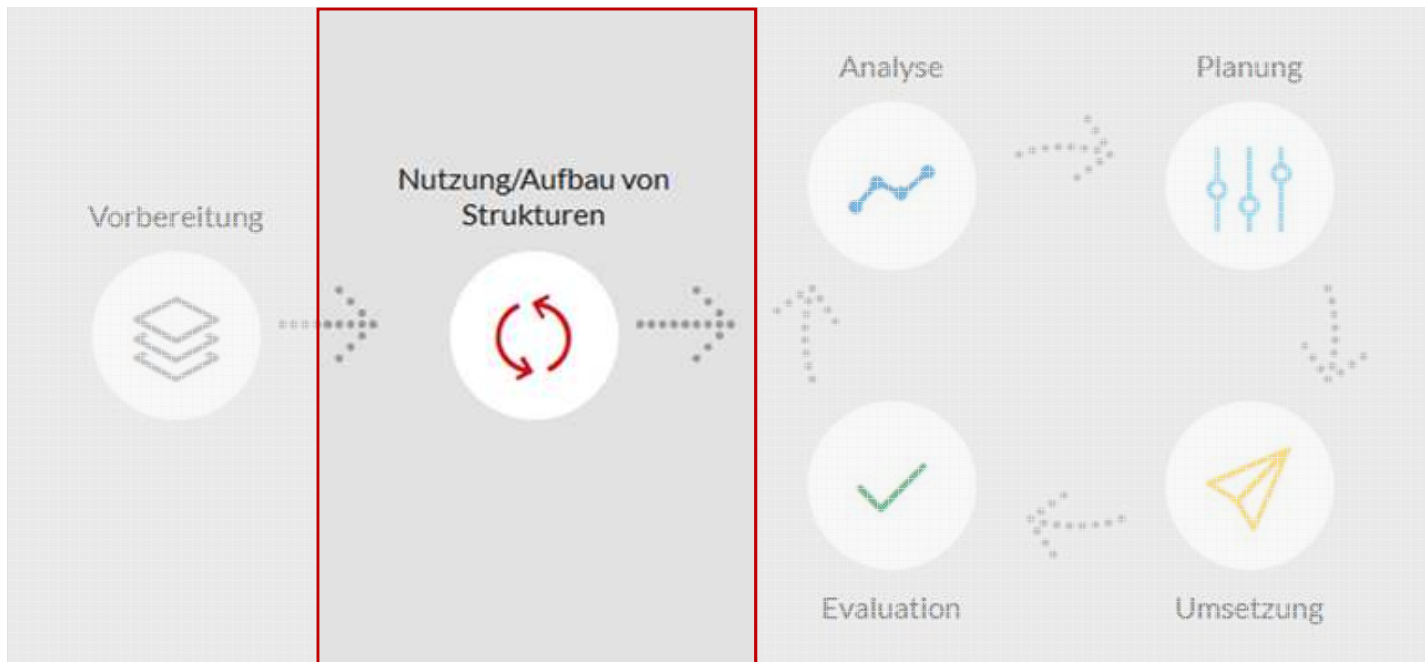 Vorbereitung
Nutzung/Aufbau von
Strukturen
Analyse
Planung
Evaluation
Umsetzung